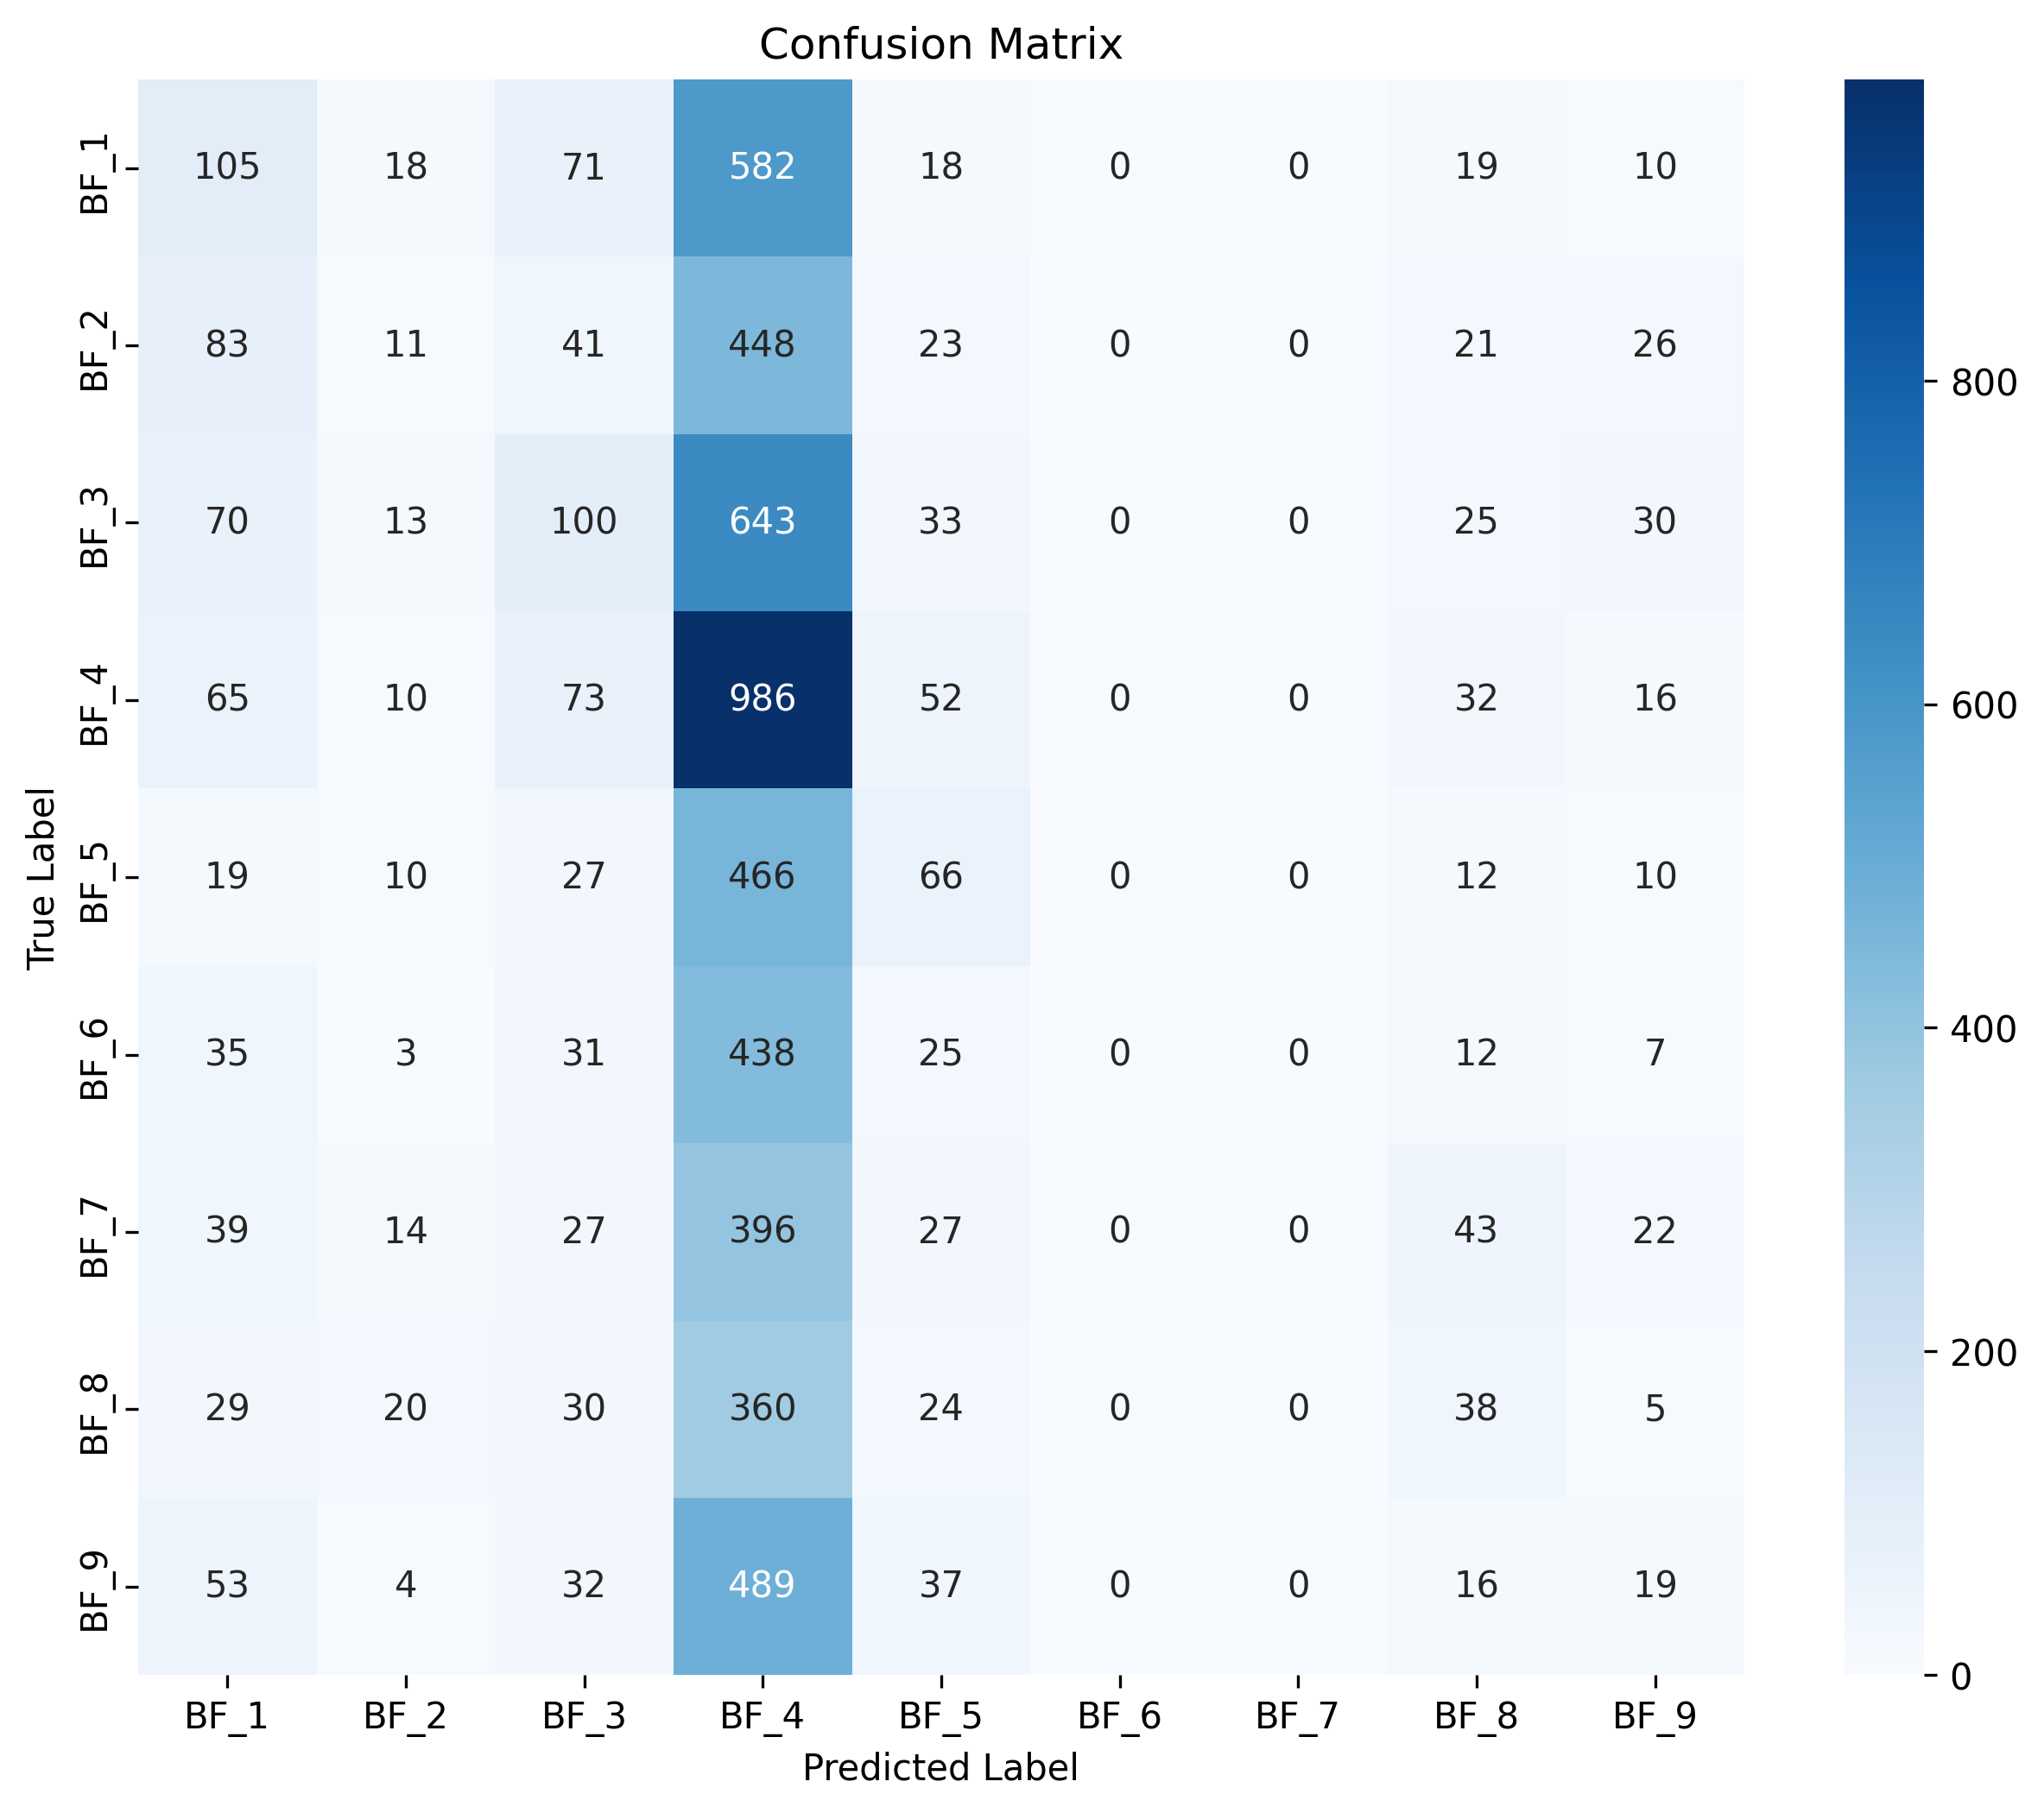 Confusion Matrix
True Label
BF_1 105 18 71 582 18 0 0 19 10
BF_2 83 11 41 448 23 0 0 21 26
BF_3 70 13 100 643 33 0 0 25 30
BF_4 65 10 73 986 52 0 0 32 16
BF_5 19 10 27 466 66 0 0 12 10
BF_6 35 3 31 438 25 0 0 12 7
BF_7 39 14 27 396 27 0 0 43 22
BF_8 29 20 30 360 24 0 0 38 5
BF_9 53 4 32 489 37 0 0 16 19
BF_1 BF_2 BF_3 BF_4 BF_5 BF_6 BF_7 BF_8 BF_9
Predicted Label
800
600
400
200
0